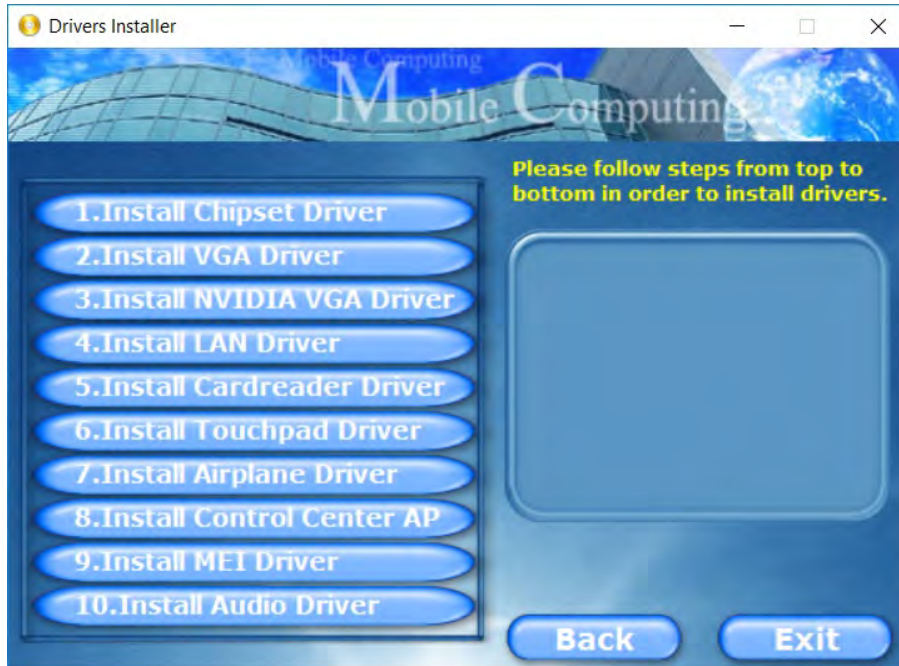 Drivers Installer
Mobile Computing
Mobile Computing
Please follow steps from top to
bottom in order to install drivers.
1.Install Chipset Driver
2.Install VGA Driver
3.Install NVIDIA VGA Driver
4.Install LAN Driver
5.Install Cardreader Driver
6.Install Touchpad Driver
7.Install Airplane Driver
8.Install Control Center AP
9.Install MEI Driver
10.Install Audio Driver
Back
Exit